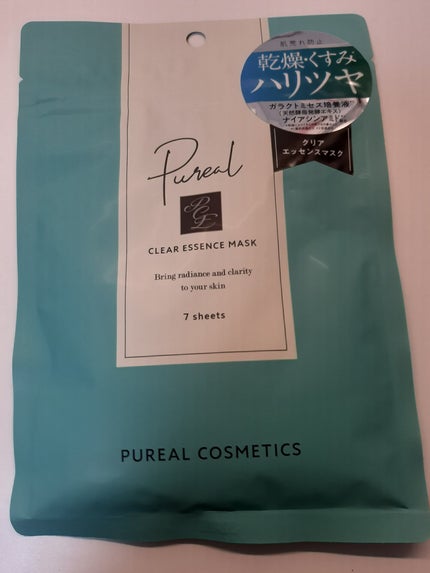 肌荒れ防止
乾燥・くすみ
ハリツヤ
ガラクトミセス培養液
(天然酵母発酵エキス)
ナイアシンアミド
クリア
エッセンスマスク
Pureal
PCE
CLEAR ESSENCE MASK
Bring radiance and clarity
to your skin
7 sheets
PUREAL COSMETICS